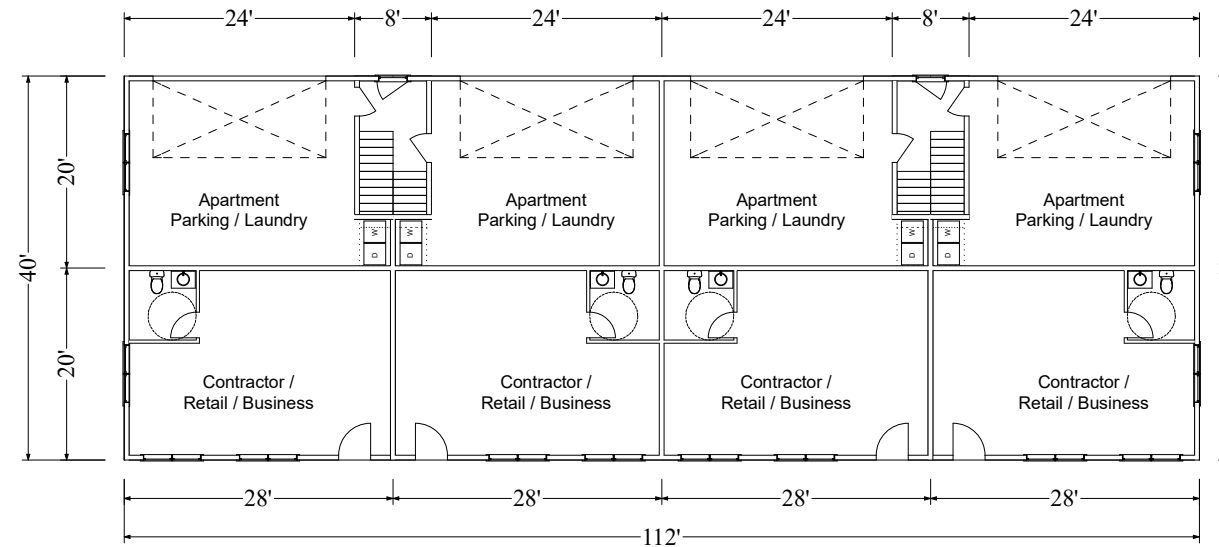 24'
8'
24'
24'
8'
24'
20'
40'
Apartment
Parking / Laundry
Apartment
Parking / Laundry
Apartment
Parking / Laundry
Apartment
Parking / Laundry
W
W
W
W
D
D
D
D
20'
Contractor /
Retail / Business
Contractor /
Retail / Business
Contractor /
Retail / Business
Contractor /
Retail / Business
28'
28'
28'
28'
112'